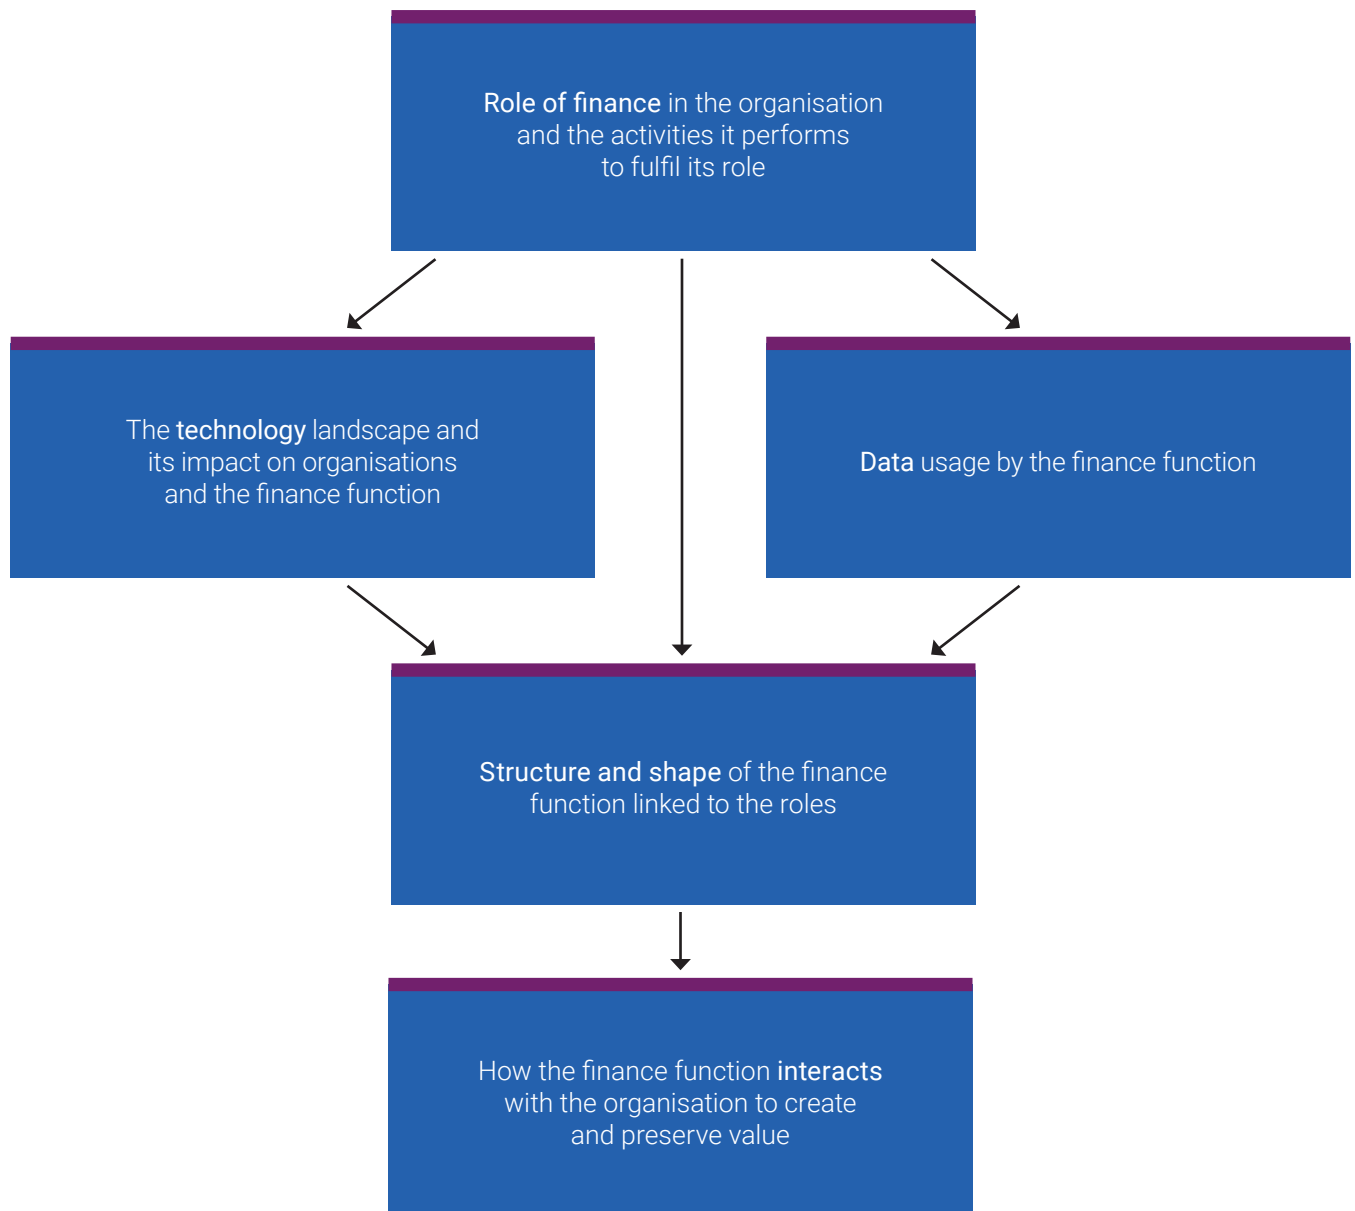 Role of finance in the organisation
and the activities it performs
to fulfil its role
The technology landscape and
its impact on organisations
and the finance function
Data usage by the finance function
Structure and shape of the finance
function linked to the roles
How the finance function interacts
with the organisation to create
and preserve value